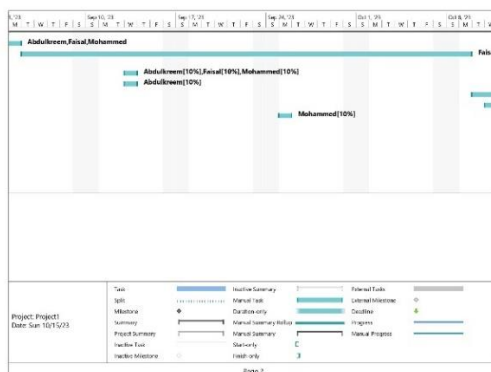 3, '23 Sep 10, '23 Sep 17, '23 Sep 24, '23 Oct 1, '23 Oct 8, '23
M T W T F S S M T W T F S S M T W T F S S M T W T F S S M T W T F S S M T W
Abdulkreem,Faisal,Mohammed
Faisa
Abdulkreem[10%],Faisal[10%],Mohammed[10%]
Abdulkreem[10%]
Mohammed[10%]
Task Inactive Summary External Tasks
Split Manual Task External Milestone
Milestone Duration-only Deadline
Summary Manual Summary Rollup Progress
Project Summary Manual Summary Manual Progress
Inactive Task Start-only
Inactive Milestone Finish-only
Project: Project1
Date: Sun 10/15/23
Page 2